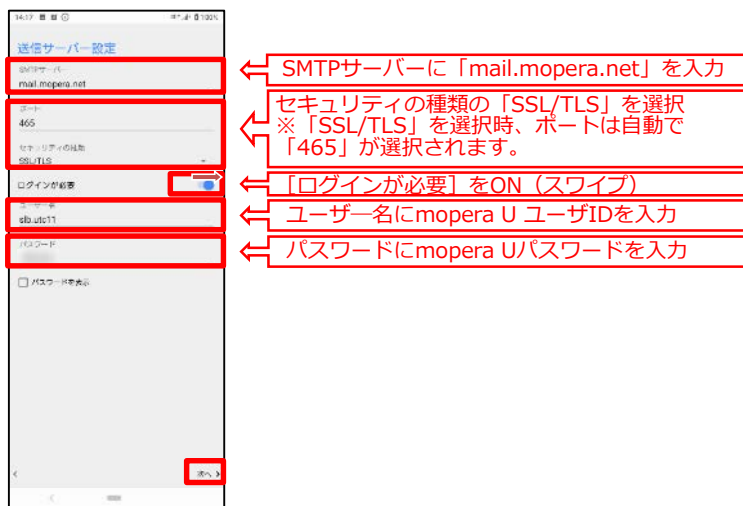 14:17 100%
送信サーバー設定
SMTPサーバー
mail.mopera.net
SMTPサーバーに「mail.mopera.net」を入力
ポート
465
セキュリティの種類
SSL/TLS
セキュリティの種類の「SSL/TLS」を選択
※「SSL/TLS」を選択時、ポートは自動で
「465」が選択されます。
ログインが必要
［ログインが必要］をON（スワイプ）
ユーザー名
slb.utc11
ユーザ―名にmopera U ユーザIDを入力
パスワード
パスワードにmopera Uパスワードを入力
パスワードを表示
次へ